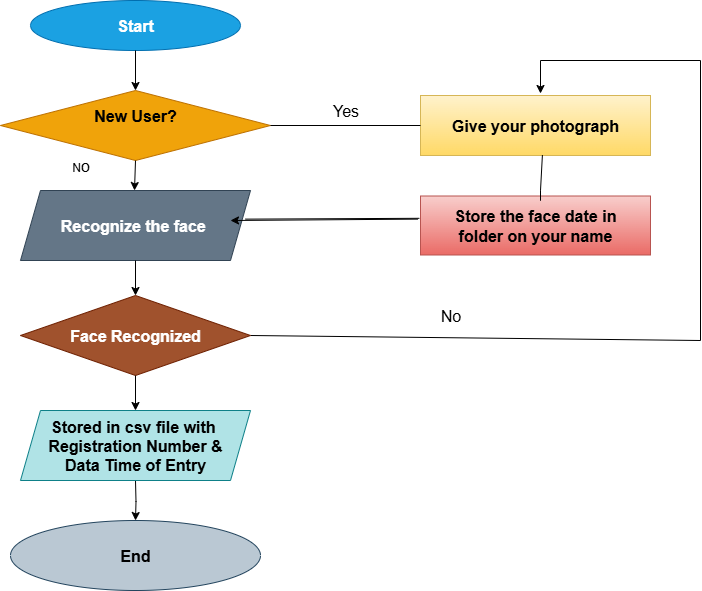 Start
New User?
Yes
Give your photograph
NO
Recognize the face
Store the face date in
folder on your name
No
Face Recognized
Stored in csv file with
Registration Number &
Data Time of Entry
End